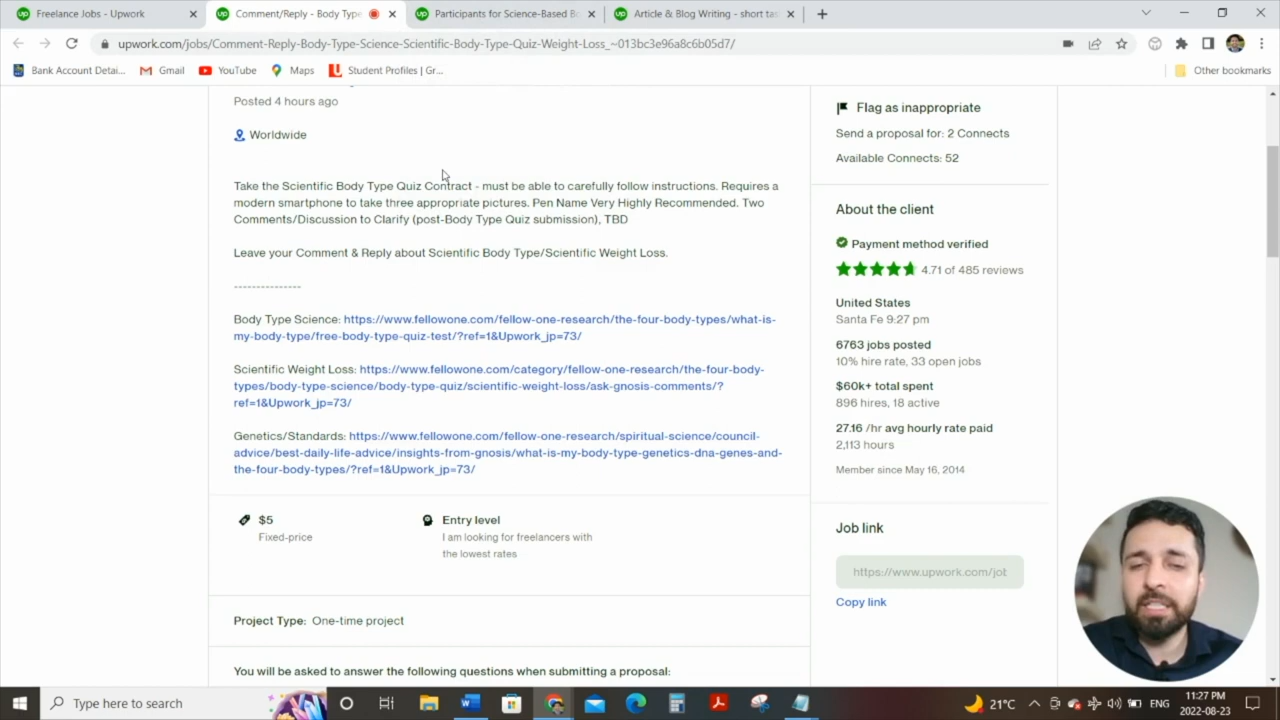 Freelance Jobs - Upwork
Comment/Reply - Body Type
Participants for Science-Based Bo
Article & Blog Writing - short tas
upwork.com/jobs/Comment-Reply-Body-Type-Science-Scientific-Body-Type-Quiz-Weight-Loss_~013bc3e96a8c6b05d7/
Bank Account Detai...
Gmail
YouTube
Maps
Student Profiles | Gr...
Other bookmarks
Posted 4 hours ago
Worldwide
Take the Scientific Body Type Quiz Contract - must be able to carefully follow instructions. Requires a
modern smartphone to take three appropriate pictures. Pen Name Very Highly Recommended. Two
Comments/Discussion to Clarify (post-Body Type Quiz submission), TBD
Leave your Comment & Reply about Scientific Body Type/Scientific Weight Loss.
---------------
Body Type Science: https://www.fellowone.com/fellow-one-research/the-four-body-types/what-is-
my-body-type/free-body-type-quiz-test/?ref=1&Upwork_jp=73/
Scientific Weight Loss: https://www.fellowone.com/category/fellow-one-research/the-four-body-
types/body-type-science/body-type-quiz/scientific-weight-loss/ask-gnosis-comments/?
ref=1&Upwork_jp=73/
Genetics/Standards: https://www.fellowone.com/fellow-one-research/spiritual-science/council-
advice/best-daily-life-advice/insights-from-gnosis/what-is-my-body-type-genetics-dna-genes-and-
the-four-body-types/?ref=1&Upwork_jp=73/
$5
Fixed-price
Entry level
I am looking for freelancers with
the lowest rates
Project Type: One-time project
You will be asked to answer the following questions when submitting a proposal:
Flag as inappropriate
Send a proposal for: 2 Connects
Available Connects: 52
About the client
Payment method verified
4.71 of 485 reviews
United States
Santa Fe 9:27 pm
6763 jobs posted
10% hire rate, 33 open jobs
$60k+ total spent
896 hires, 18 active
27.16 /hr avg hourly rate paid
2,113 hours
Member since May 16, 2014
Job link
https://www.upwork.com/jot
Copy link
Type here to search
21°C
ENG
11:27 PM
2022-08-23